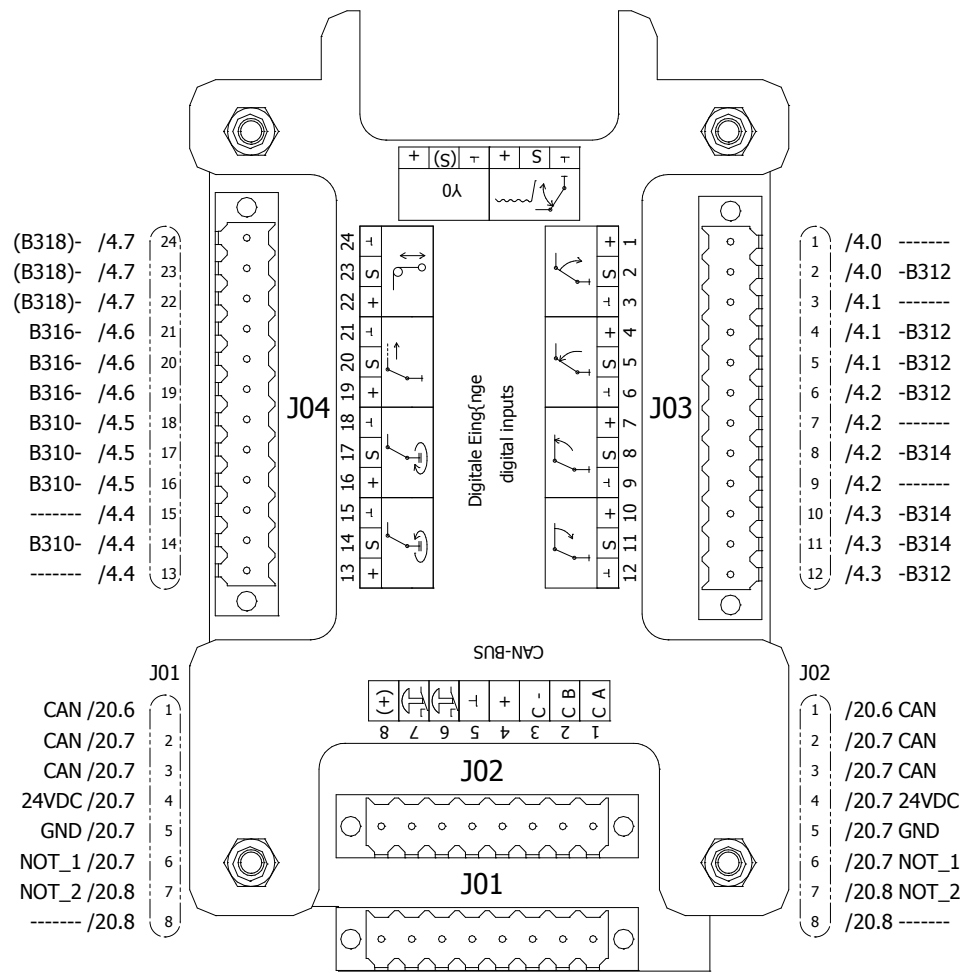 + (S) ⊥ + S ⊥
Y0
(B318)- /4.7 24
(B318)- /4.7 23
(B318)- /4.7 22
B316- /4.6 21
B316- /4.6 20
B316- /4.6 19
B310- /4.5 18
B310- /4.5 17
B310- /4.5 16
------- /4.4 15
B310- /4.4 14
------- /4.4 13
J04
24 ⊥
23 S
22 +
21 ⊥
20 S
19 +
18 ⊥
17 S
16 +
15 ⊥
14 S
13 +
Digitale Eing{nge
digital inputs
+ 1
S 2
⊥ 3
+ 4
S 5
⊥ 6
+ 7
S 8
⊥ 9
+ 10
S 11
⊥ 12
J03
1 /4.0 -------
2 /4.0 -B312
3 /4.1 -------
4 /4.1 -B312
5 /4.1 -B312
6 /4.2 -B312
7 /4.2 -------
8 /4.2 -B314
9 /4.2 -------
10 /4.3 -B314
11 /4.3 -B314
12 /4.3 -B312
CAN-BUS
J01
CAN /20.6 1
CAN /20.7 2
CAN /20.7 3
24VDC /20.7 4
GND /20.7 5
NOT_1 /20.7 6
NOT_2 /20.8 7
------- /20.8 8
(+) ⊥ + C - C B C A
8 7 6 5 4 3 2 1
J02
J01
J02
1 /20.6 CAN
2 /20.7 CAN
3 /20.7 CAN
4 /20.7 24VDC
5 /20.7 GND
6 /20.7 NOT_1
7 /20.8 NOT_2
8 /20.8 -------